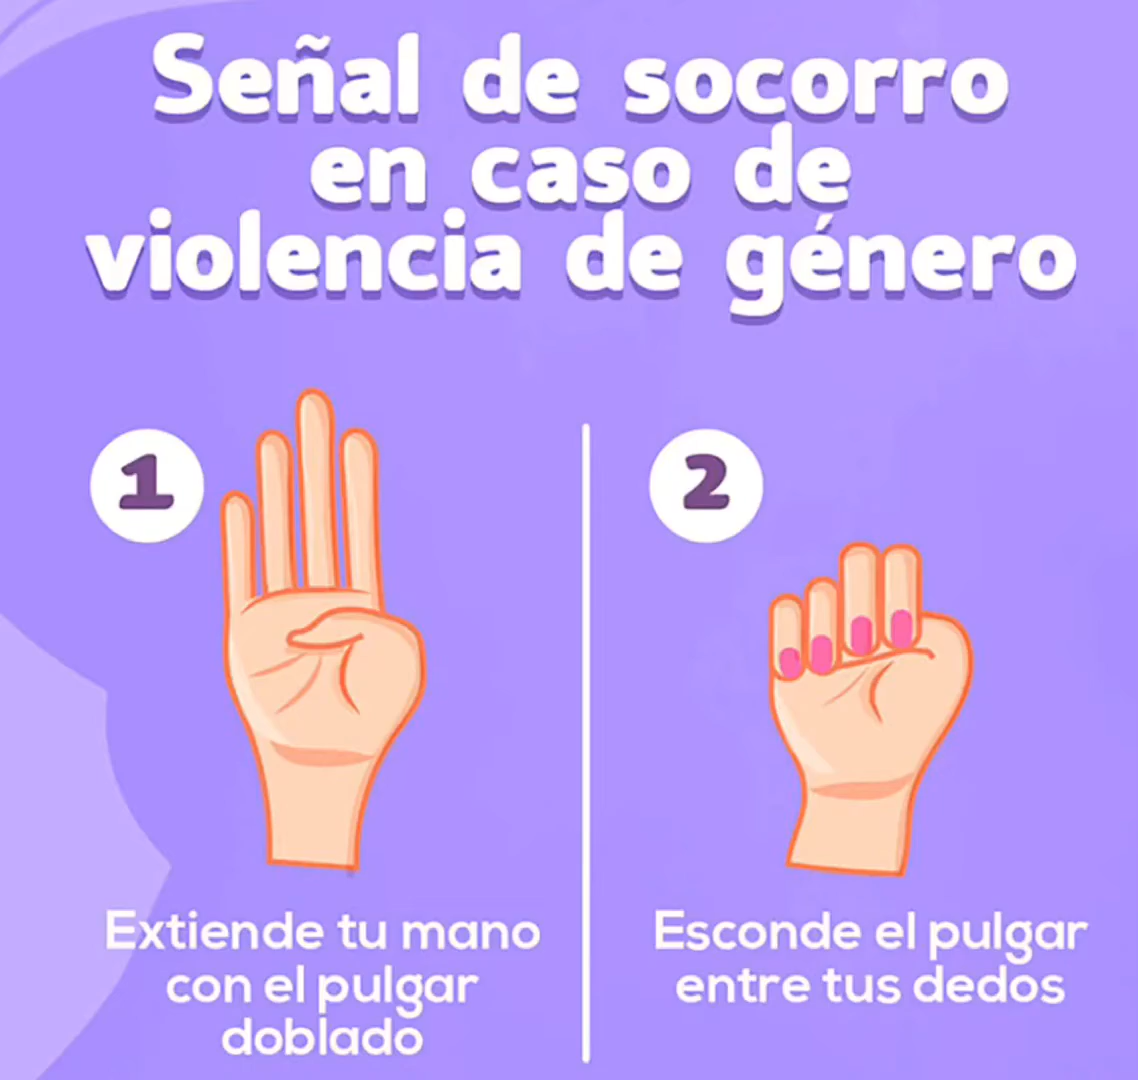 Señal de socorro
en caso de
violencia de género
1
Extiende tu mano
con el pulgar
doblado
2
Esconde el pulgar
entre tus dedos